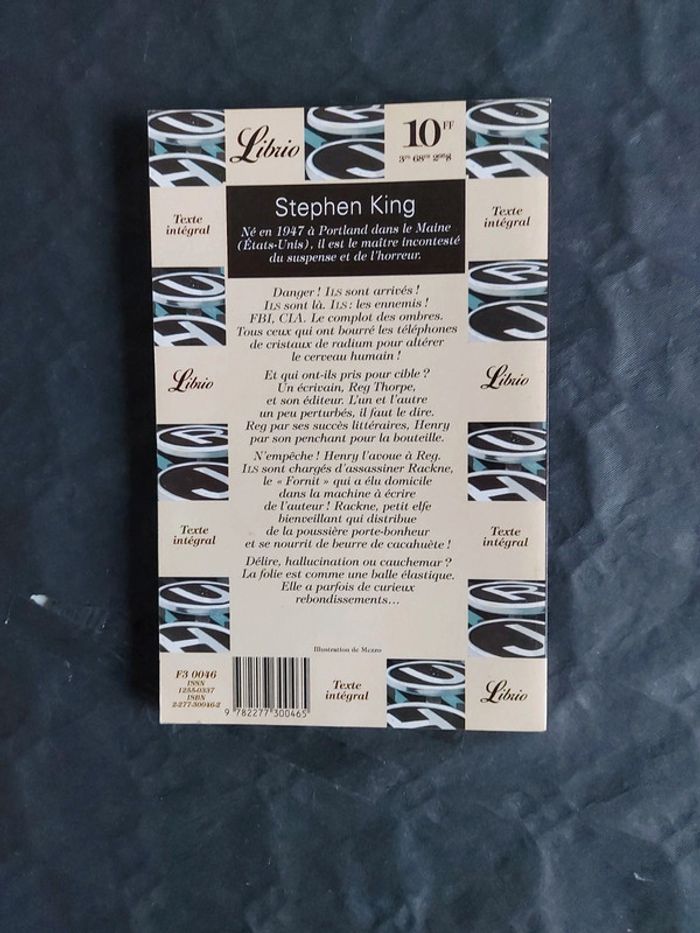 Librio
10FF
Texte
intégral
Stephen King
Né en 1947 à Portland dans le Maine
(États-Unis), il est le maître incontesté
du suspense et de l'horreur.
Texte
intégral
Danger ! ILS sont arrivés !
ILS sont là. ILS : les ennemis !
FBI, CIA. Le complot des ombres.
Tous ceux qui ont bourré les téléphones
de cristaux de radium pour altérer
le cerveau humain !
Librio
Et qui ont-ils pris pour cible ?
Un écrivain, Reg Thorpe,
et son éditeur. L'un et l'autre
un peu perturbés, il faut le dire.
Reg par ses succès littéraires, Henry
par son penchant pour la bouteille.
Librio
N'empêche ! Henry l'avoue à Reg.
ILS sont chargés d'assassiner Rackne,
le « Fornit » qui a élu domicile
dans la machine à écrire
de l'auteur ! Rackne, petit elfe
bienveillant qui distribue
de la poussière porte-bonheur
et se nourrit de beurre de cacahuète !
Texte
intégral
Texte
intégral
Délire, hallucination ou cauchemar ?
La folie est comme une balle élastique.
Elle a parfois de curieux
rebondissements...
Illustration de Mezzo
F3 0046
ISSN
1255-0337
ISBN
2-277-30046-2
9 782277 300465
Texte
intégral
Librio